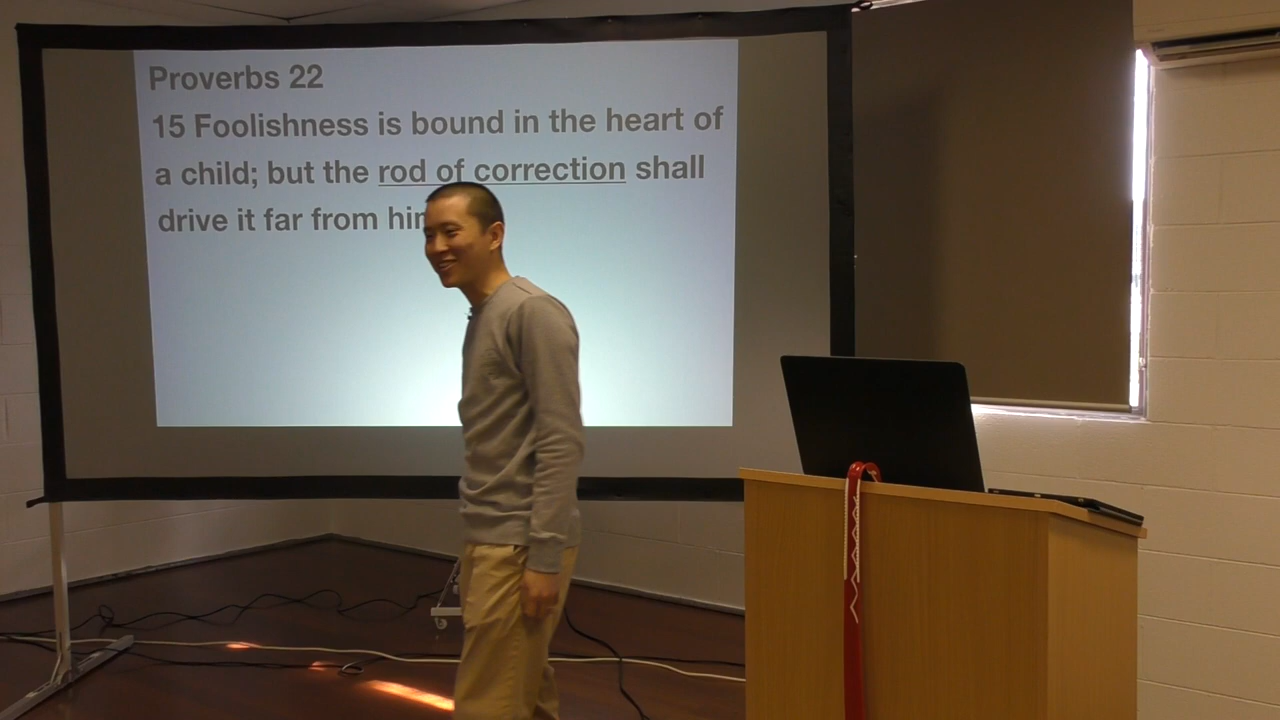 Proverbs 22
15 Foolishness is bound in the heart of
a child; but the rod of correction shall
drive it far from